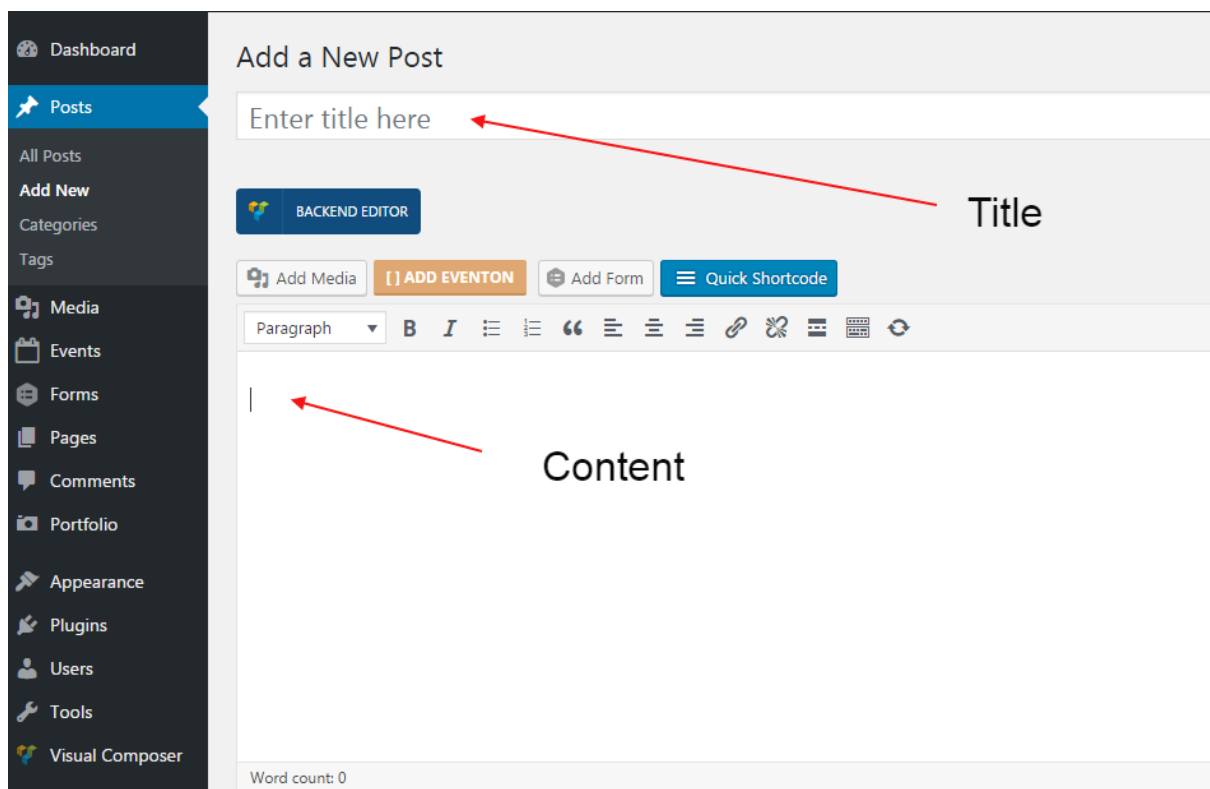 Dashboard
Posts
All Posts
Add New
Categories
Tags
Media
Events
Forms
Pages
Comments
Portfolio
Appearance
Plugins
Users
Tools
Visual Composer
Add a New Post
Enter title here
Title
BACKEND EDITOR
Add Media [ ] ADD EVENTON Add Form Quick Shortcode
Paragraph B I
Content
Word count: 0